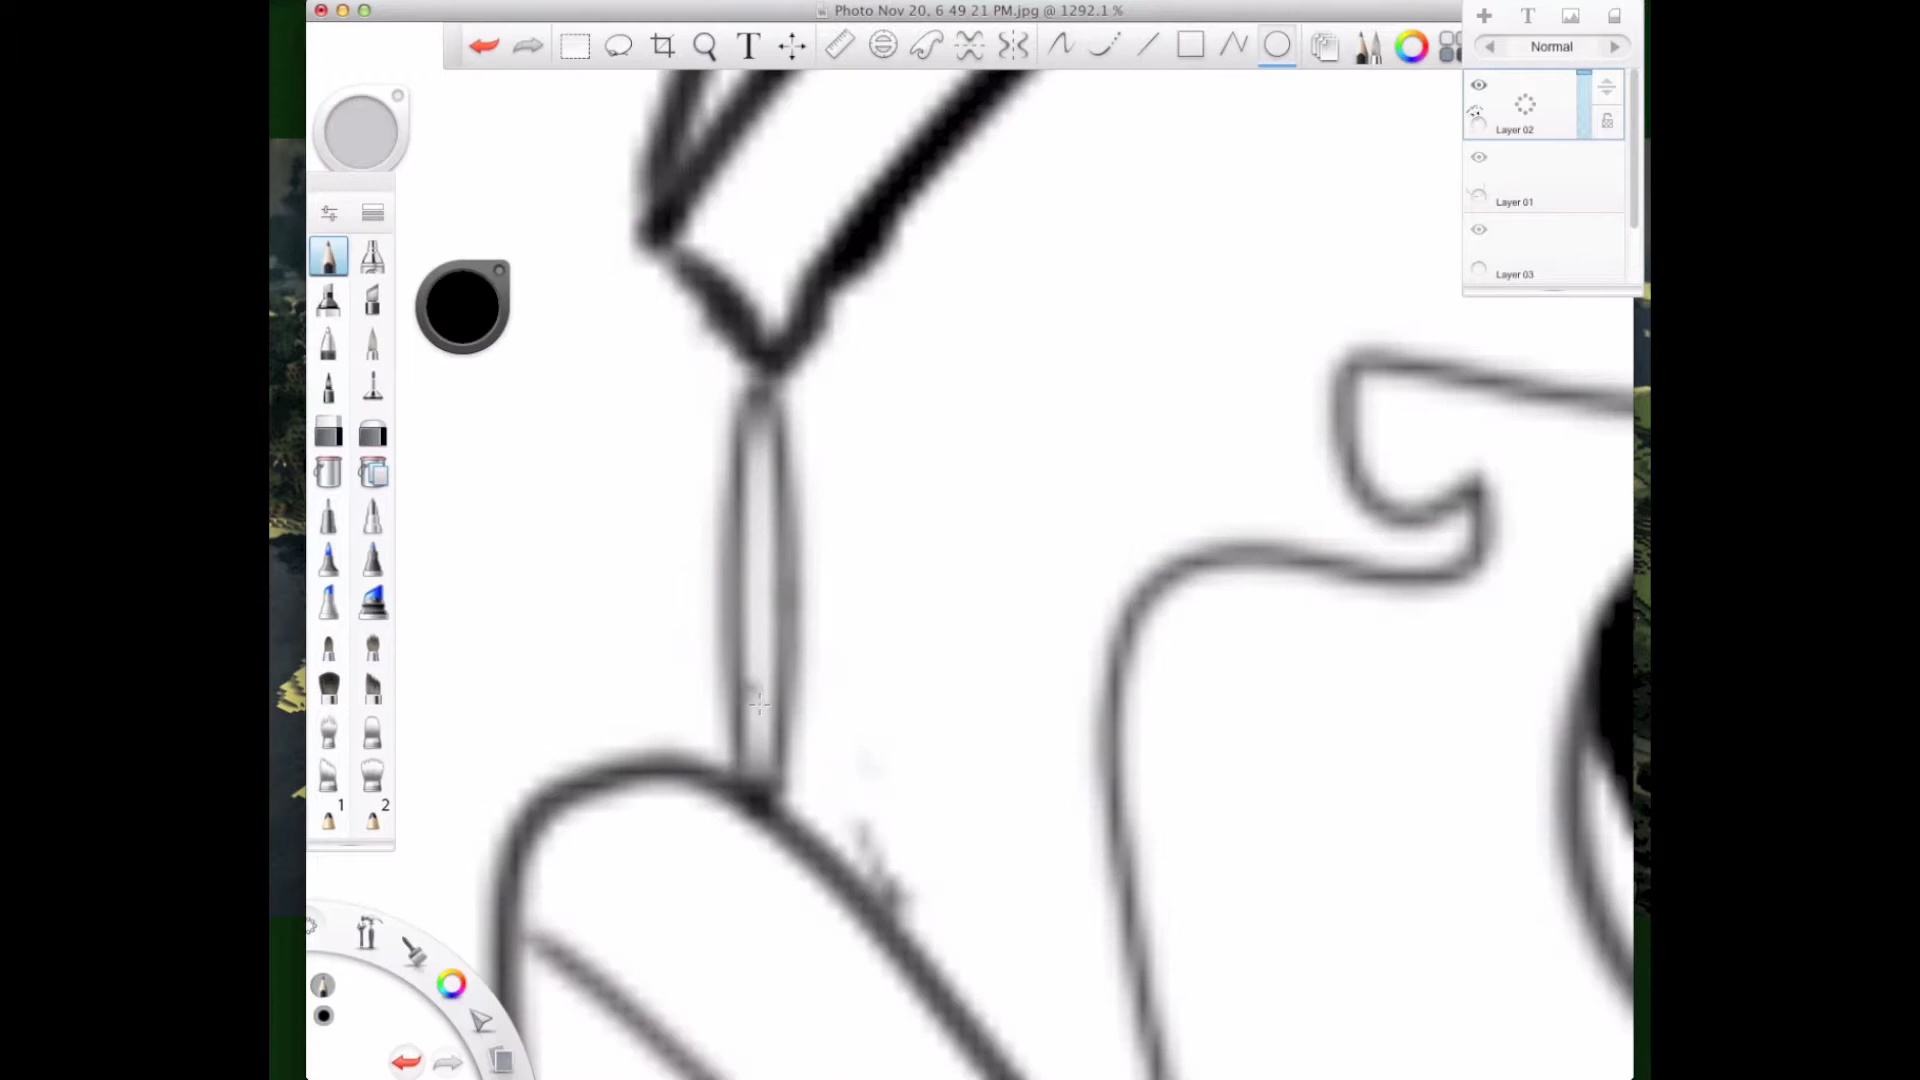 Photo Nov 20, 6 49 21 PM.jpg @ 1292.1 %
T
T
Normal
Layer 02
Layer 01
Layer 03
1
2